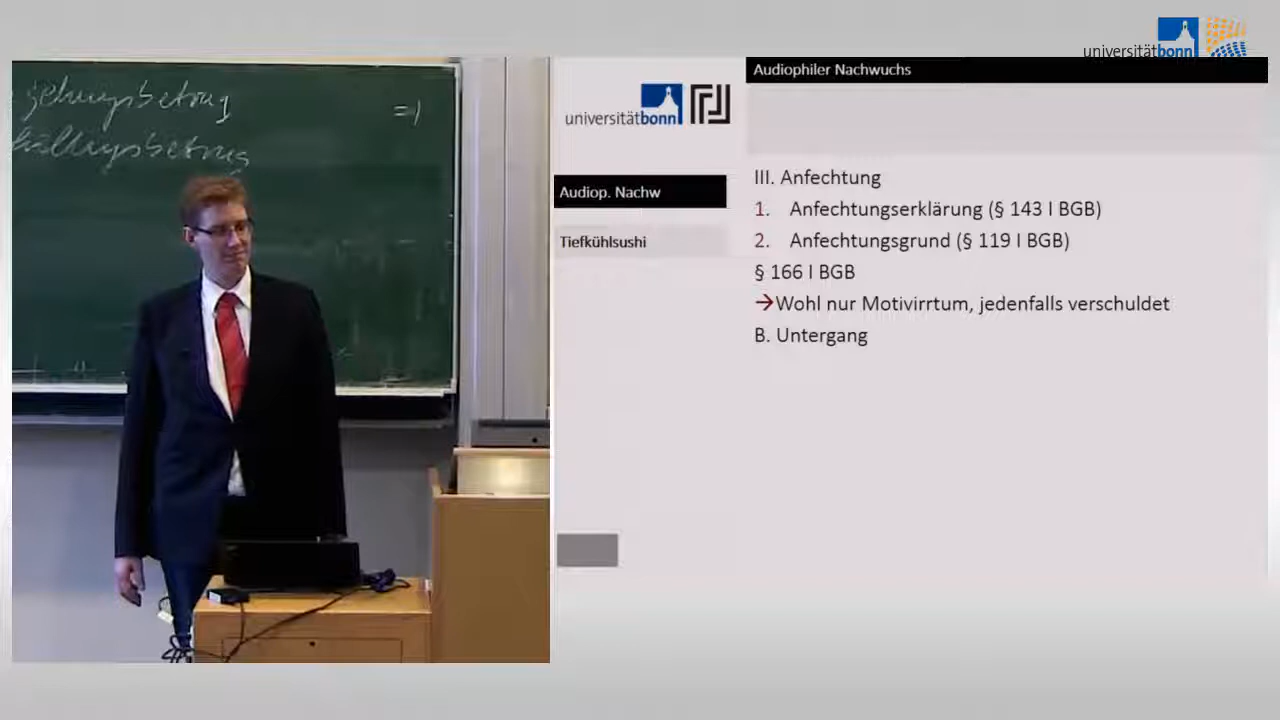 universitätbonn
Audiophiler Nachwuchs
universitätbonn
Audiop. Nachw
Tiefkühlsushi
III. Anfechtung
1. Anfechtungserklärung (§ 143 I BGB)
2. Anfechtungsgrund (§ 119 I BGB)
§ 166 I BGB
→Wohl nur Motivirrtum, jedenfalls verschuldet
B. Untergang